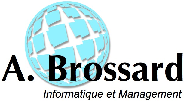 A. Brossard
Informatique et Management